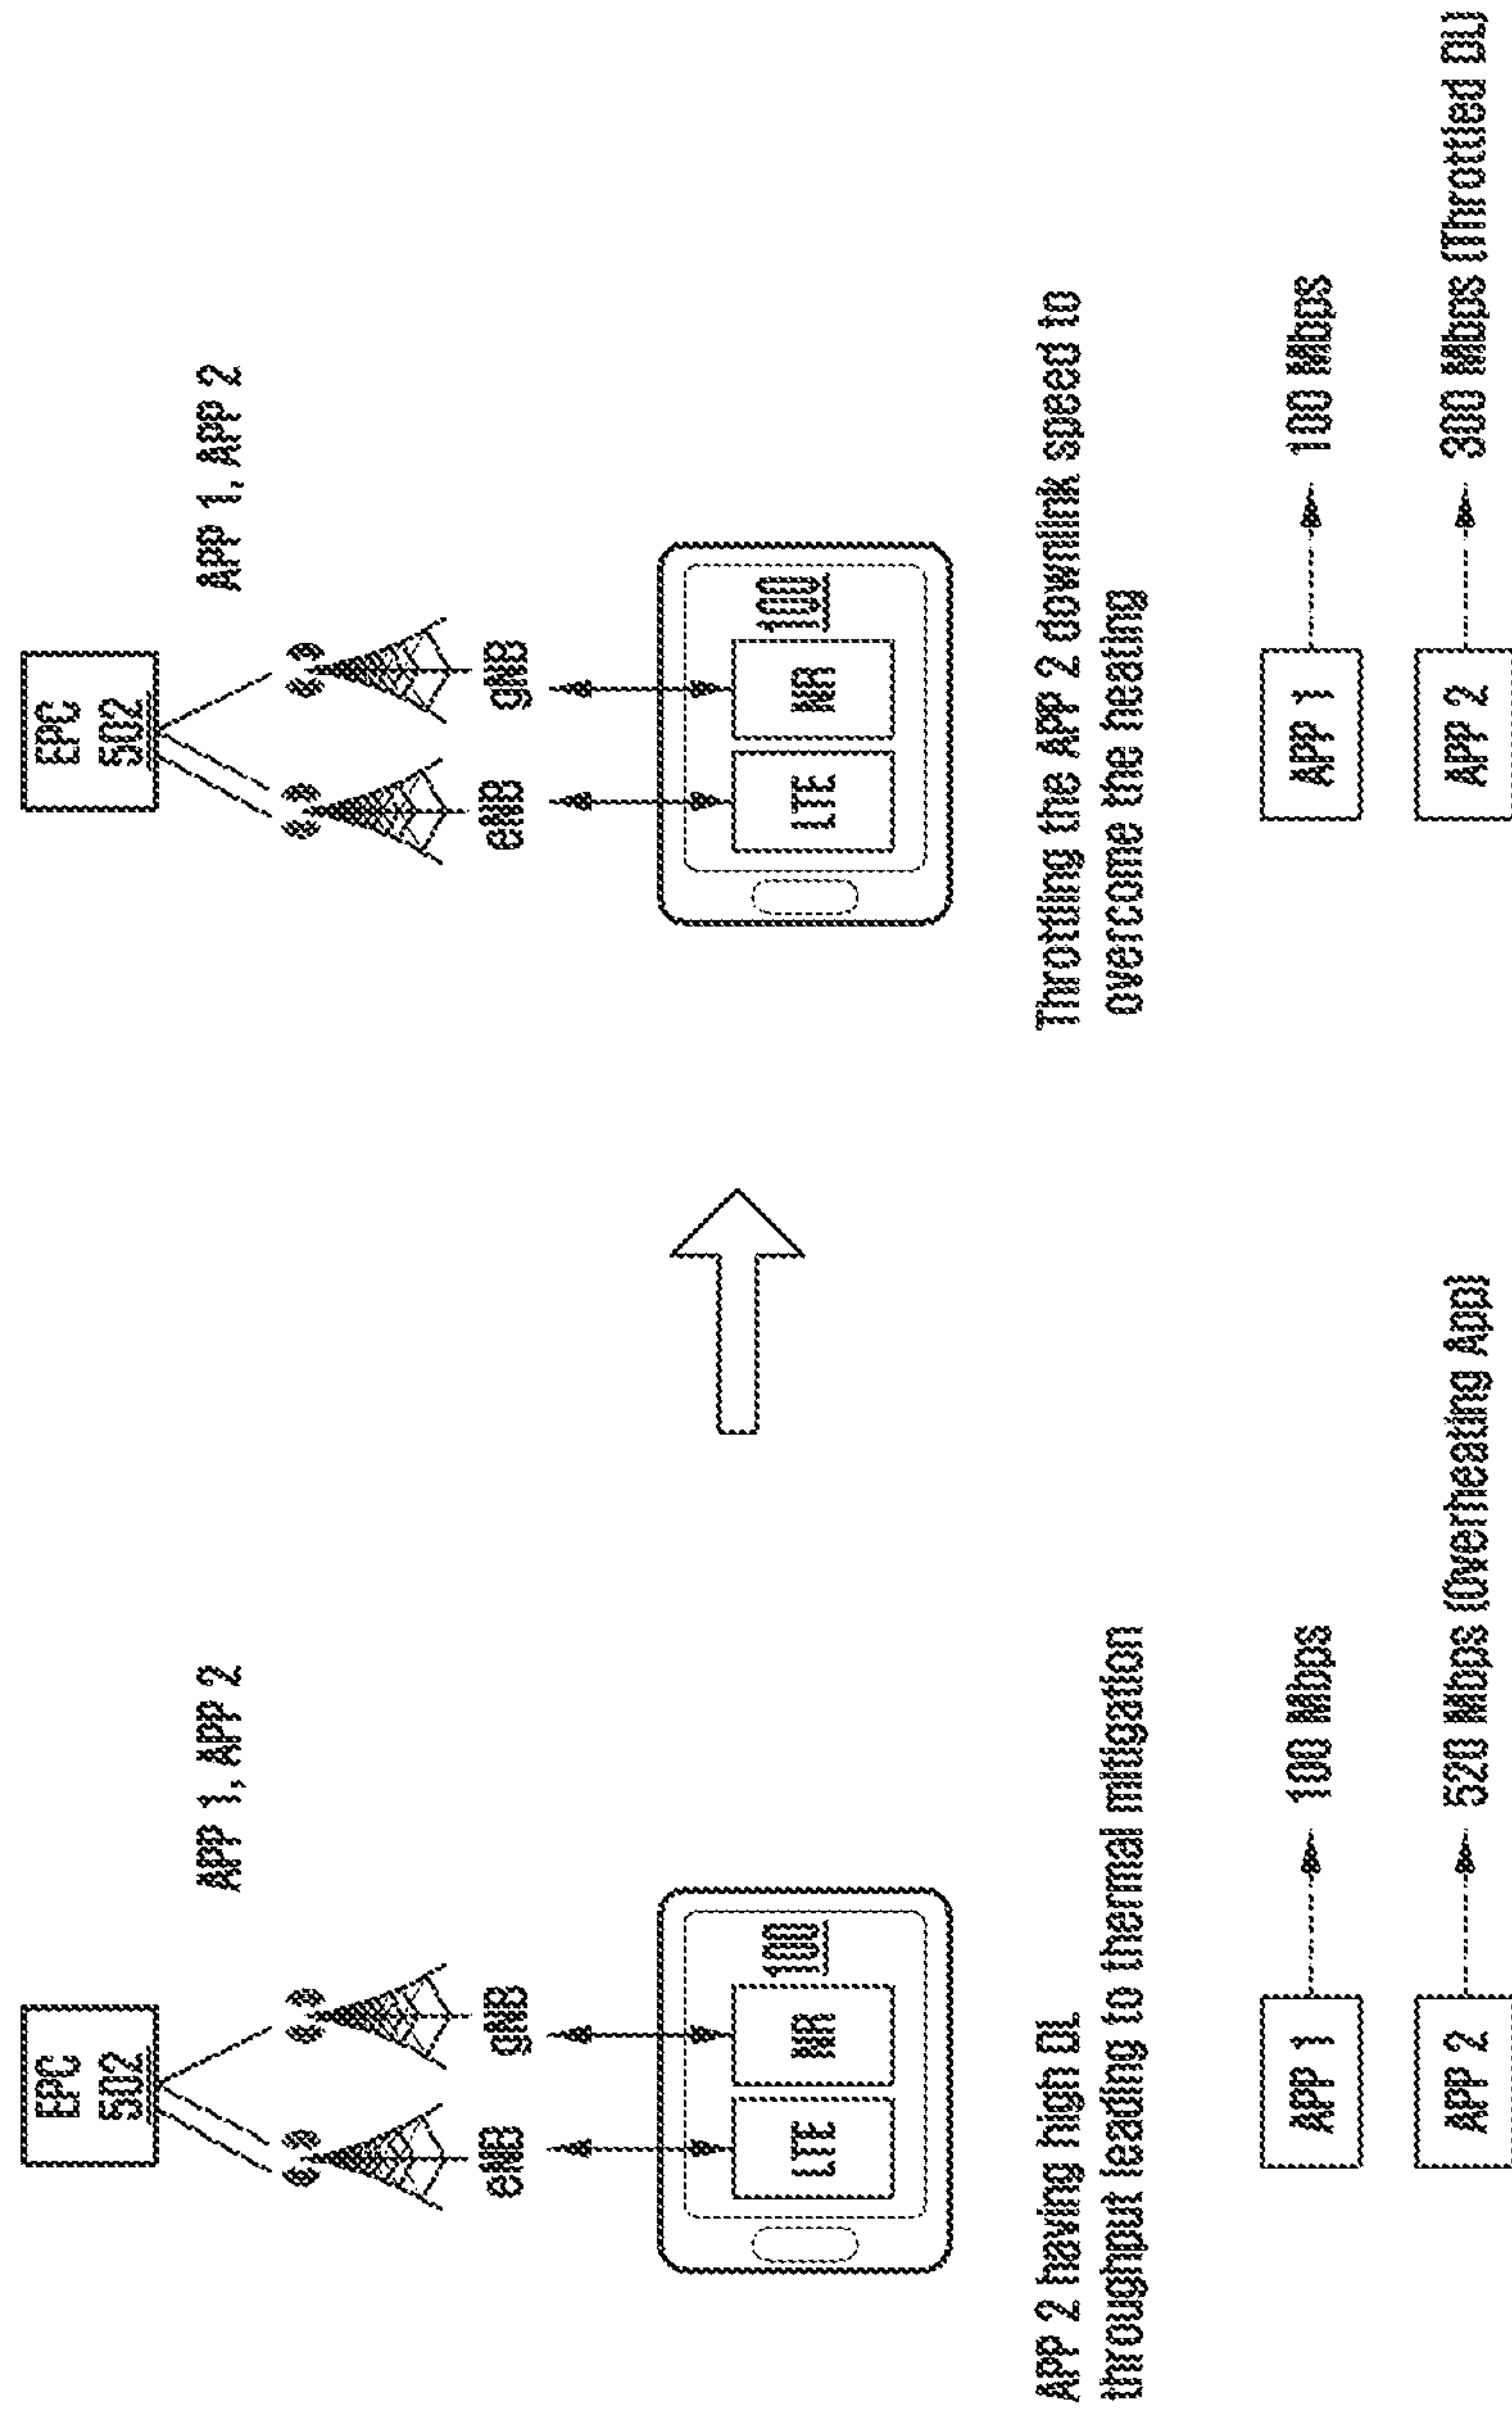 EPC
502
APP 1, APP 2
eNB
gNB
LTE
NR
100
APP 2 having high DL
throughput leading to thermal mitigation
APP 1
100 Mbps
APP 2
520 Mbps (Overheating App)
EPC
502
APP 1, APP 2
eNB
gNB
LTE
NR
100
Throttling the APP 2 downlink speed to
overcome the heating
APP 1
100 Mbps
APP 2
300 Mbps (Throttled DL)